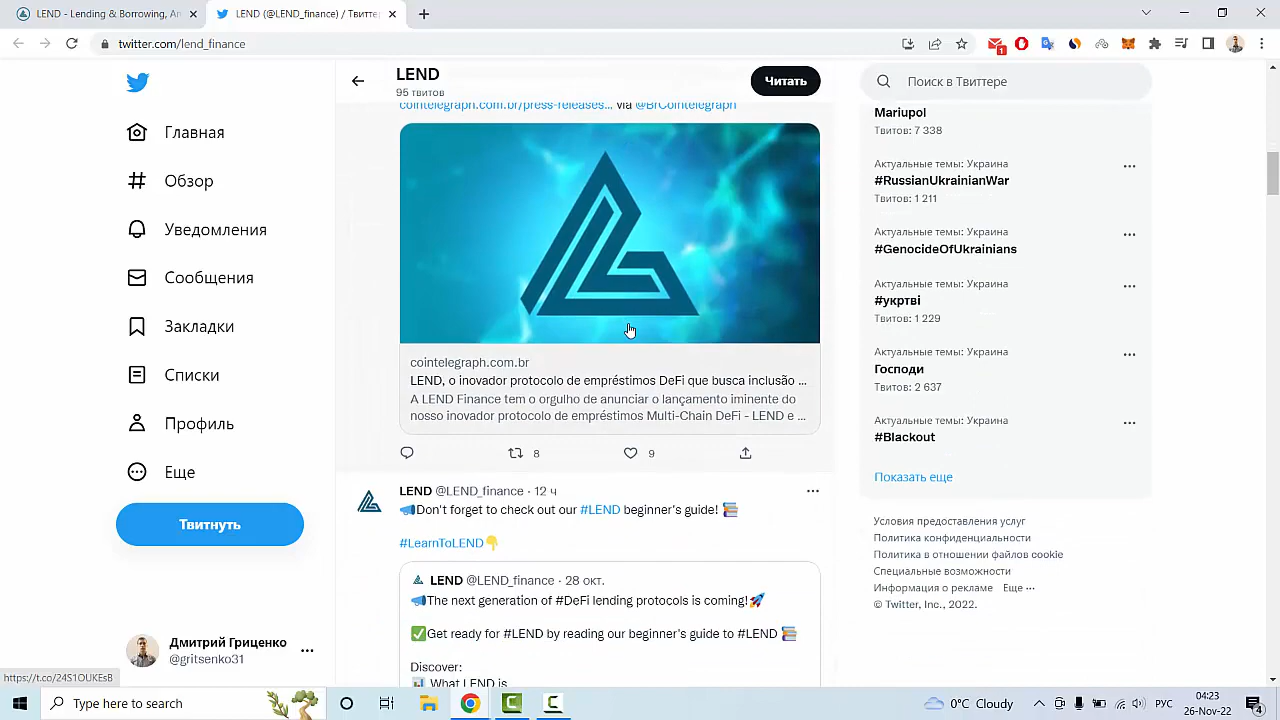 LEND - Lending & Borrowing, An
LEND (@LEND_finance) / Твитте
twitter.com/lend_finance
1
LEND
95 твитов
Читать
Поиск в Твиттере
Главная
Обзор
Уведомления
Сообщения
Закладки
Списки
Профиль
Еще
Твитнуть
Дмитрий Гриценко
@gritsenko31
cointelegraph.com.br/press-releases... via @BrCointelegraph
cointelegraph.com.br
LEND, o inovador protocolo de empréstimos DeFi que busca inclusão ...
A LEND Finance tem o orgulho de anunciar o lançamento iminente do
nosso inovador protocolo de empréstimos Multi-Chain DeFi - LEND e ...
8
9
LEND @LEND_finance · 12 ч
📣Don't forget to check out our #LEND beginner's guide! 📚
#LearnToLEND👇
LEND @LEND_finance · 28 окт.
📣The next generation of #DeFi lending protocols is coming!🚀
✅Get ready for #LEND by reading our beginner's guide to #LEND 📚
Discover:
📊 What LEND is
Mariupol
Твитов: 7 338
Актуальные темы: Украина
#RussianUkrainianWar
Твитов: 1 211
Актуальные темы: Украина
#GenocideOfUkrainians
Актуальные темы: Украина
#укртві
Твитов: 1 229
Актуальные темы: Украина
Господи
Твитов: 2 637
Актуальные темы: Украина
#Blackout
Показать еще
Условия предоставления услуг
Политика конфиденциальности
Политика в отношении файлов cookie
Специальные возможности
Информация о рекламе Еще ···
© Twitter, Inc., 2022.
https://t.co/24S1OUKEsB
Type here to search
0°C Cloudy
РУС
04:23
26-Nov-22
4